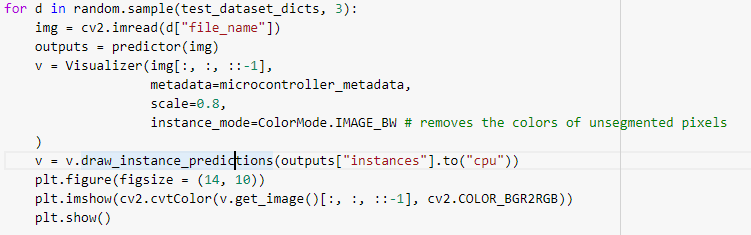 for d in random.sample(test_dataset_dicts, 3):
    img = cv2.imread(d["file_name"])
    outputs = predictor(img)
    v = Visualizer(img[:, :, ::-1],
                   metadata=microcontroller_metadata,
                   scale=0.8,
                   instance_mode=ColorMode.IMAGE_BW # removes the colors of unsegmented pixels
    )
    v = v.draw_instance_predictions(outputs["instances"].to("cpu"))
    plt.figure(figsize = (14, 10))
    plt.imshow(cv2.cvtColor(v.get_image()[:, :, ::-1], cv2.COLOR_BGR2RGB))
    plt.show()